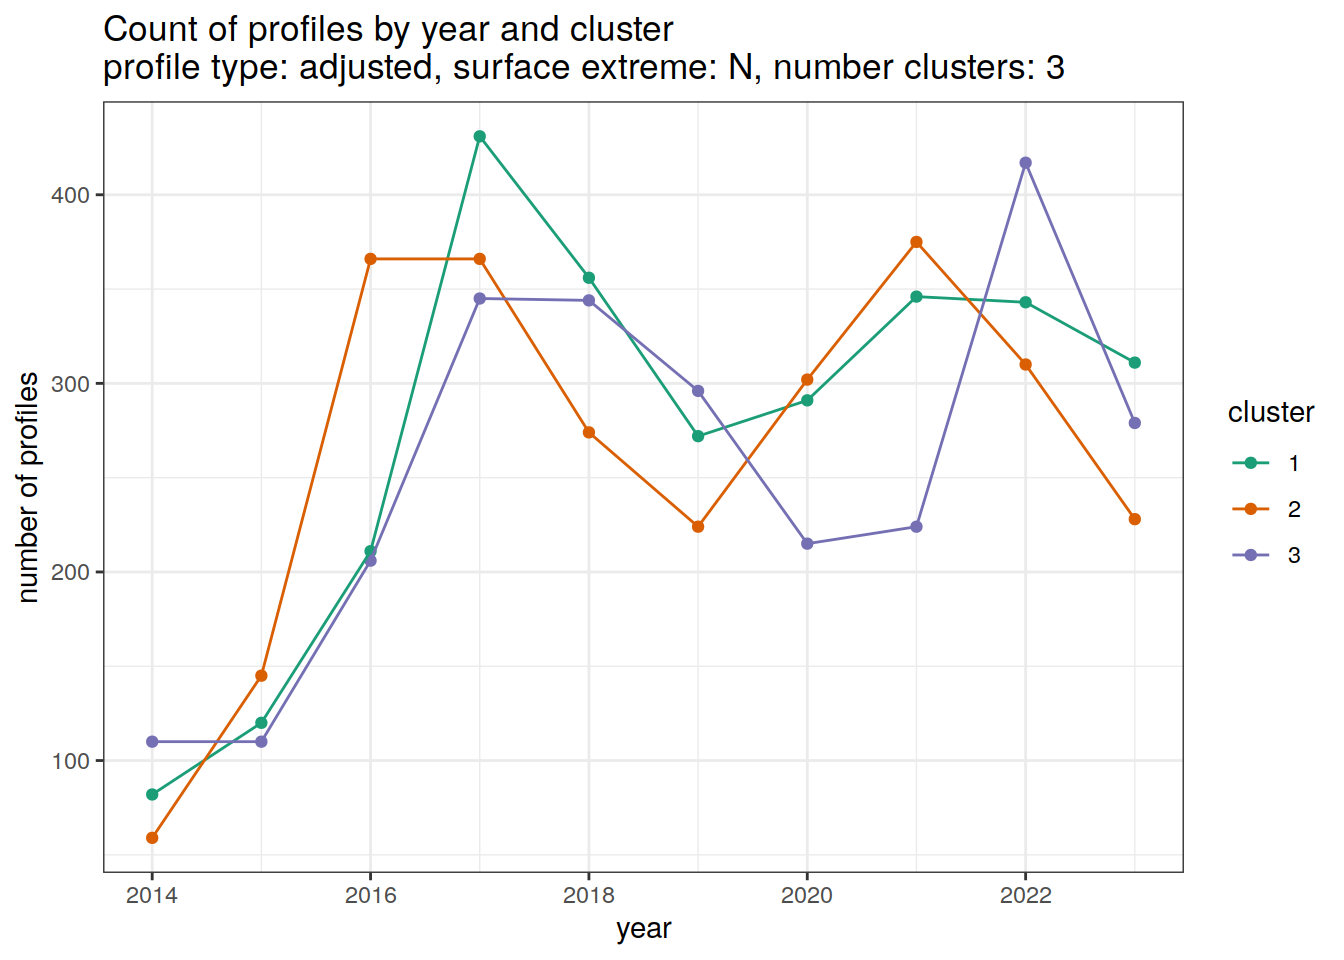 Count of profiles by year and cluster
profile type: adjusted, surface extreme: N, number clusters: 3
number of profiles
400
300
200
100
2014
2016
2018
2020
2022
year
cluster
1
2
3